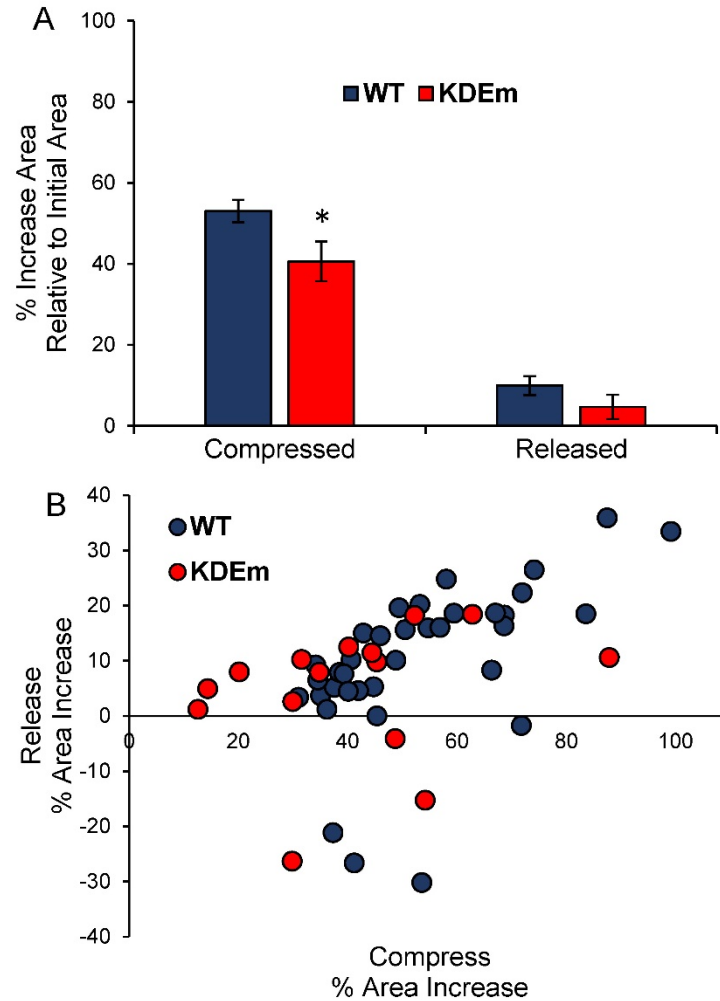 A
100
80
60
40
20
0
% Increase Area
Relative to Initial Area
WT KDEm
*
Compressed Released
B
40
30
20
10
0
-10
-20
-30
-40
Release
% Area Increase
WT
KDEm
0 20 40 60 80 100
Compress
% Area Increase